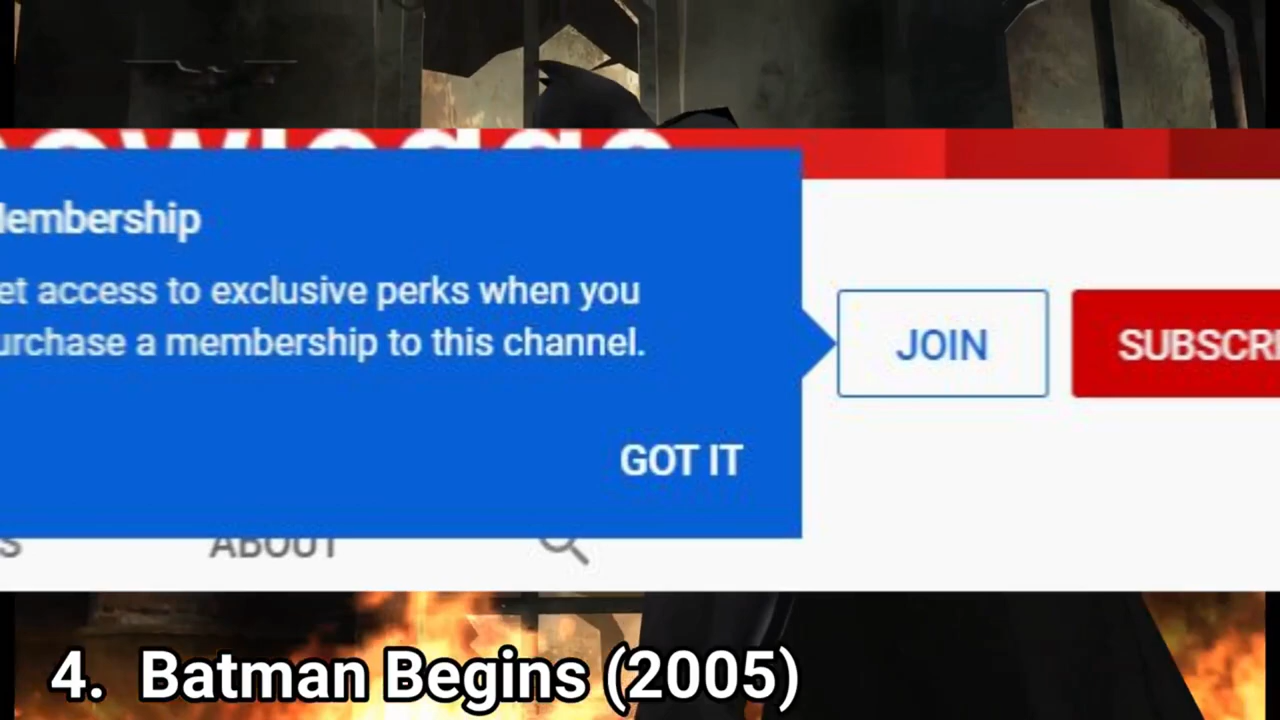 embership
et access to exclusive perks when you
urchase a membership to this channel.
JOIN
SUBSCRI
GOT IT
S
ABOUT
4. Batman Begins (2005)